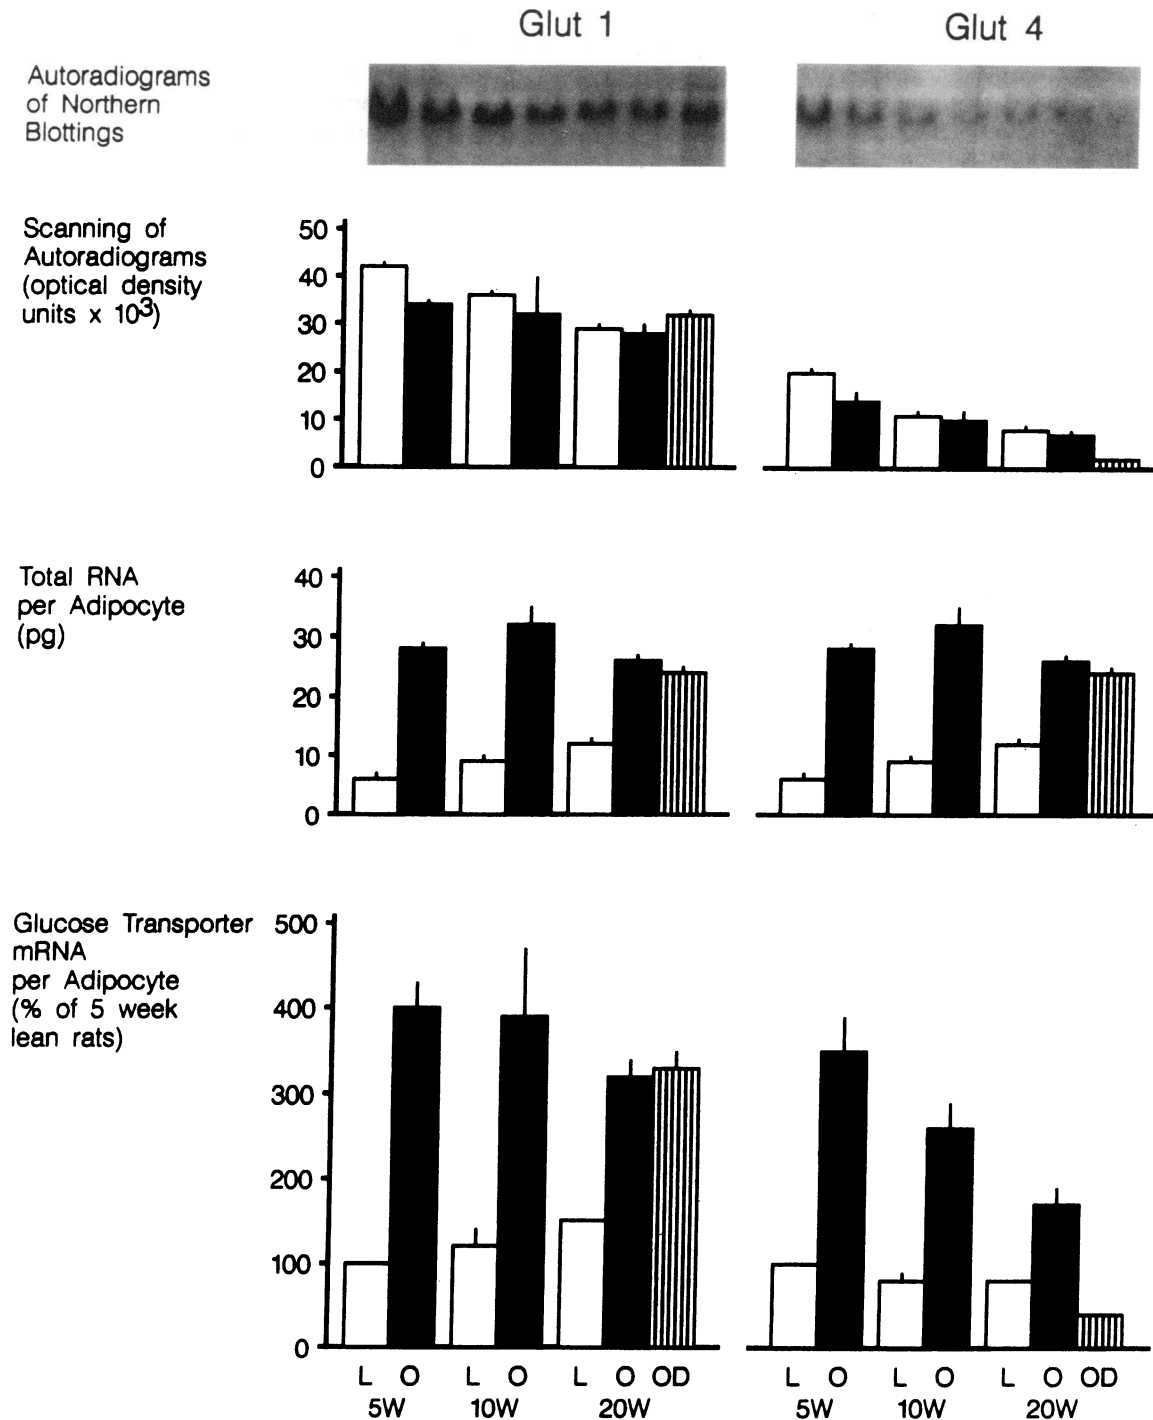 Glut 1
Glut 4
Autoradiograms
of Northern
Blottings
Scanning of
Autoradiograms
(optical density
units x 10³)
50
40
30
20
10
0
Total RNA
per Adipocyte
(pg)
40
30
20
10
0
Glucose Transporter
mRNA
per Adipocyte
(% of 5 week
lean rats)
500
400
300
200
100
0
L O L O L O OD
5W 10W 20W
L O L O L O OD
5W 10W 20W